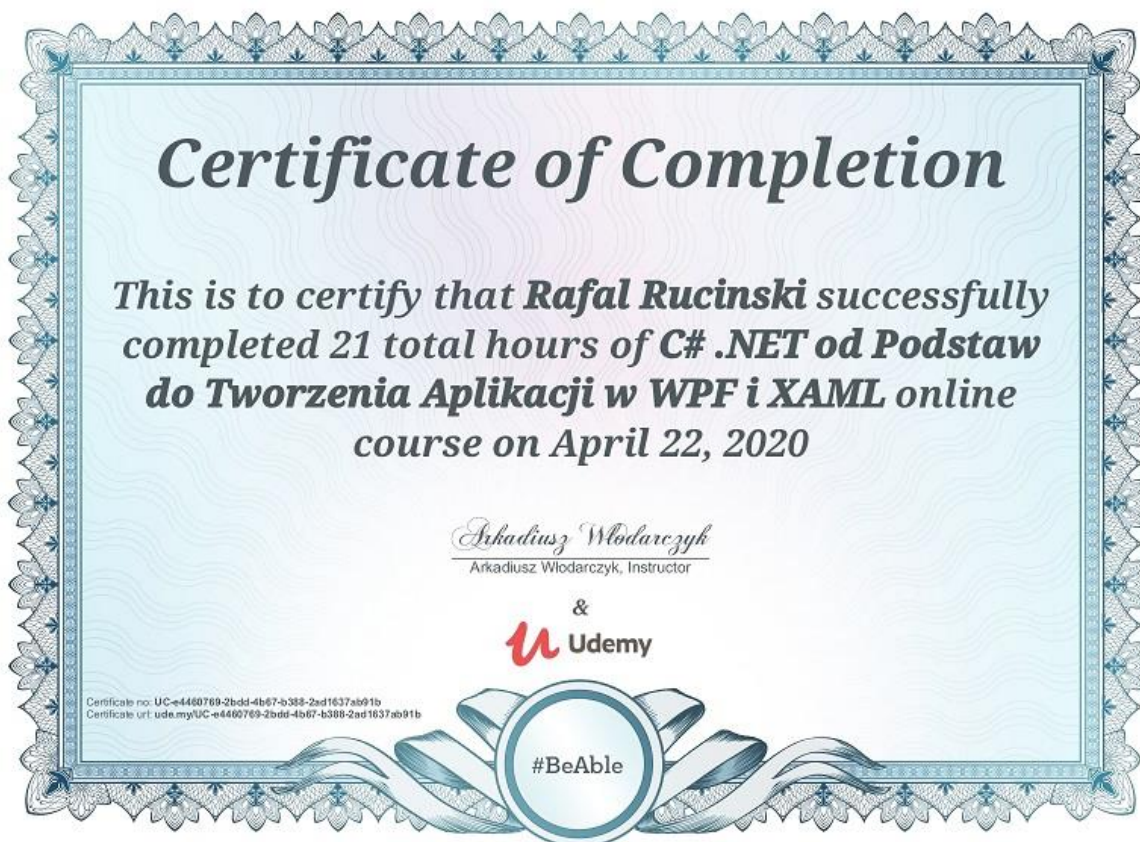 Certificate of Completion
This is to certify that Rafal Rucinski successfully
completed 21 total hours of C# .NET od Podstaw
do Tworzenia Aplikacji w WPF i XAML online
course on April 22, 2020
Arkadiusz Włodarczyk
Arkadiusz Włodarczyk, Instructor
&
Udemy
Certificate no: UC-e4460769-2bdd-4b67-b388-2ad1637ab91b
Certificate url: ude.my/UC-e4460769-2bdd-4b67-b388-2ad1637ab91b
#BeAble